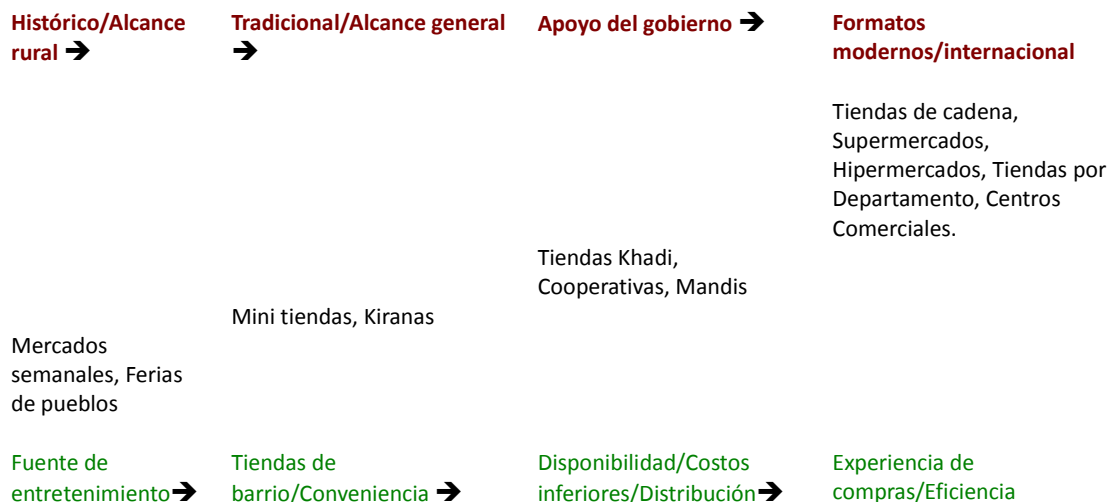 Histórico/Alcance
rural ➔
Tradicional/Alcance general
➔
Apoyo del gobierno ➔
Formatos
modernos/internacional
Tiendas de cadena,
Supermercados,
Hipermercados, Tiendas por
Departamento, Centros
Comerciales.
Tiendas Khadi,
Cooperativas, Mandis
Mini tiendas, Kiranas
Mercados
semanales, Ferias
de pueblos
Fuente de
entretenimiento➔
Tiendas de
barrio/Conveniencia ➔
Disponibilidad/Costos
inferiores/Distribución➔
Experiencia de
compras/Eficiencia